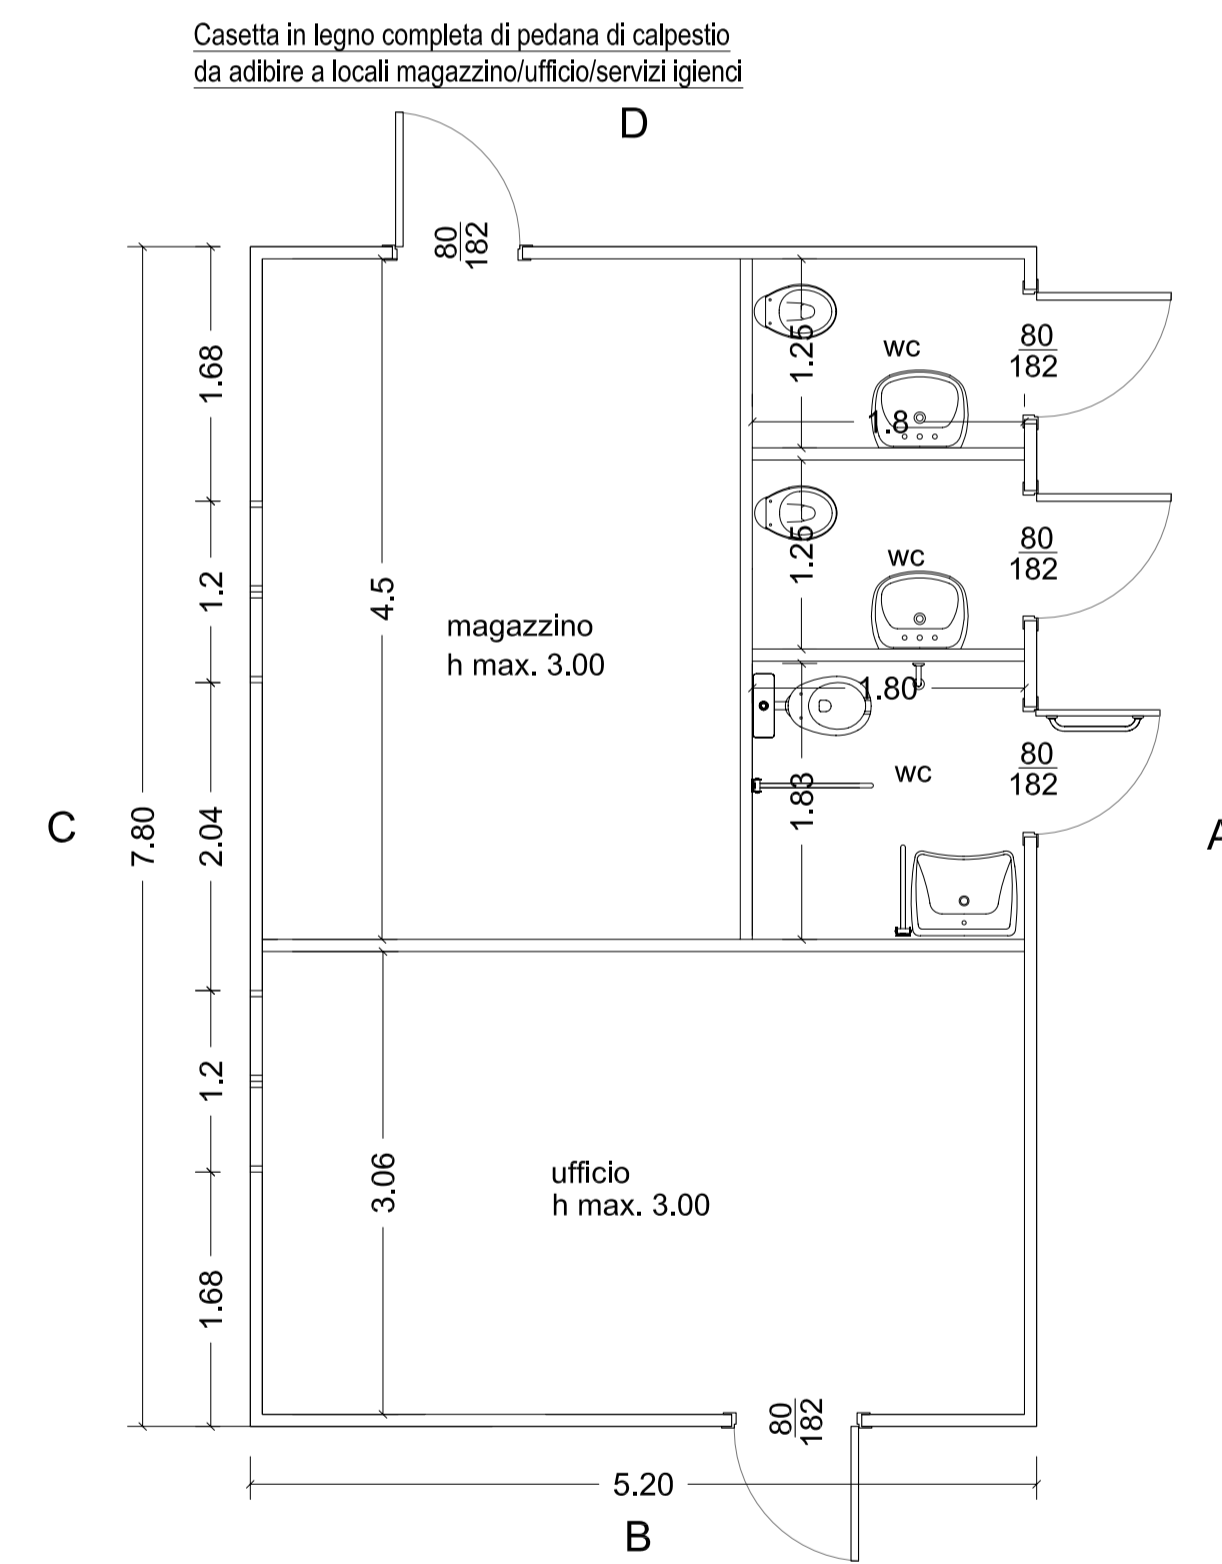 Casetta in legno completa di pedana di calpestio
da adibire a locali magazzino/ufficio/servizi igienci
D
80
182
1.68
1.25
wc
80
182
1.8
1.2
4.5
1.25
wc
80
182
magazzino
h max. 3.00
1.80
wc
80
182
1.83
C
7.80
2.04
A
1.2
3.06
ufficio
h max. 3.00
1.68
80
182
5.20
B